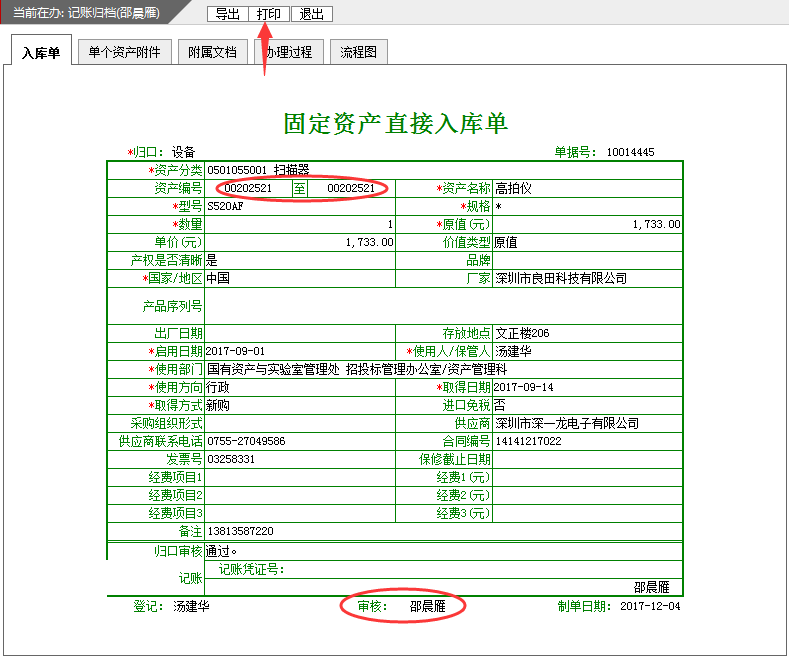 当前在办: 记账归档(邵晨雁) 导出 打印 退出
入库单 单个资产附件 附属文档 办理过程 流程图
固定资产直接入库单
*归口: 设备 单据号: 10014445
*资产分类 0501055001 扫描器
资产编号 00202521 至 00202521 *资产名称 高拍仪
*型号 S520AF *规格 *
*数量 1 *原值(元) 1,733.00
单价(元) 1,733.00 价值类型 原值
产权是否清晰 是 品牌
*国家/地区 中国 厂家 深圳市良田科技有限公司
产品序列号
出厂日期 存放地点 文正楼206
*启用日期 2017-09-01 *使用人/保管人 汤建华
*使用部门 国有资产与实验室管理处 招投标管理办公室/资产管理科
*使用方向 行政 *取得日期 2017-09-14
*取得方式 新购 进口免税 否
采购组织形式 供应商 深圳市深一龙电子有限公司
供应商联系电话 0755-27049586 合同编号 14141217022
发票号 03258331 保修截止日期
经费项目1 经费1(元)
经费项目2 经费2(元)
经费项目3 经费3(元)
备注 13813587220
归口审核 通过。
记账 记账凭证号:
邵晨雁
登记: 汤建华 审核: 邵晨雁 制单日期: 2017-12-04